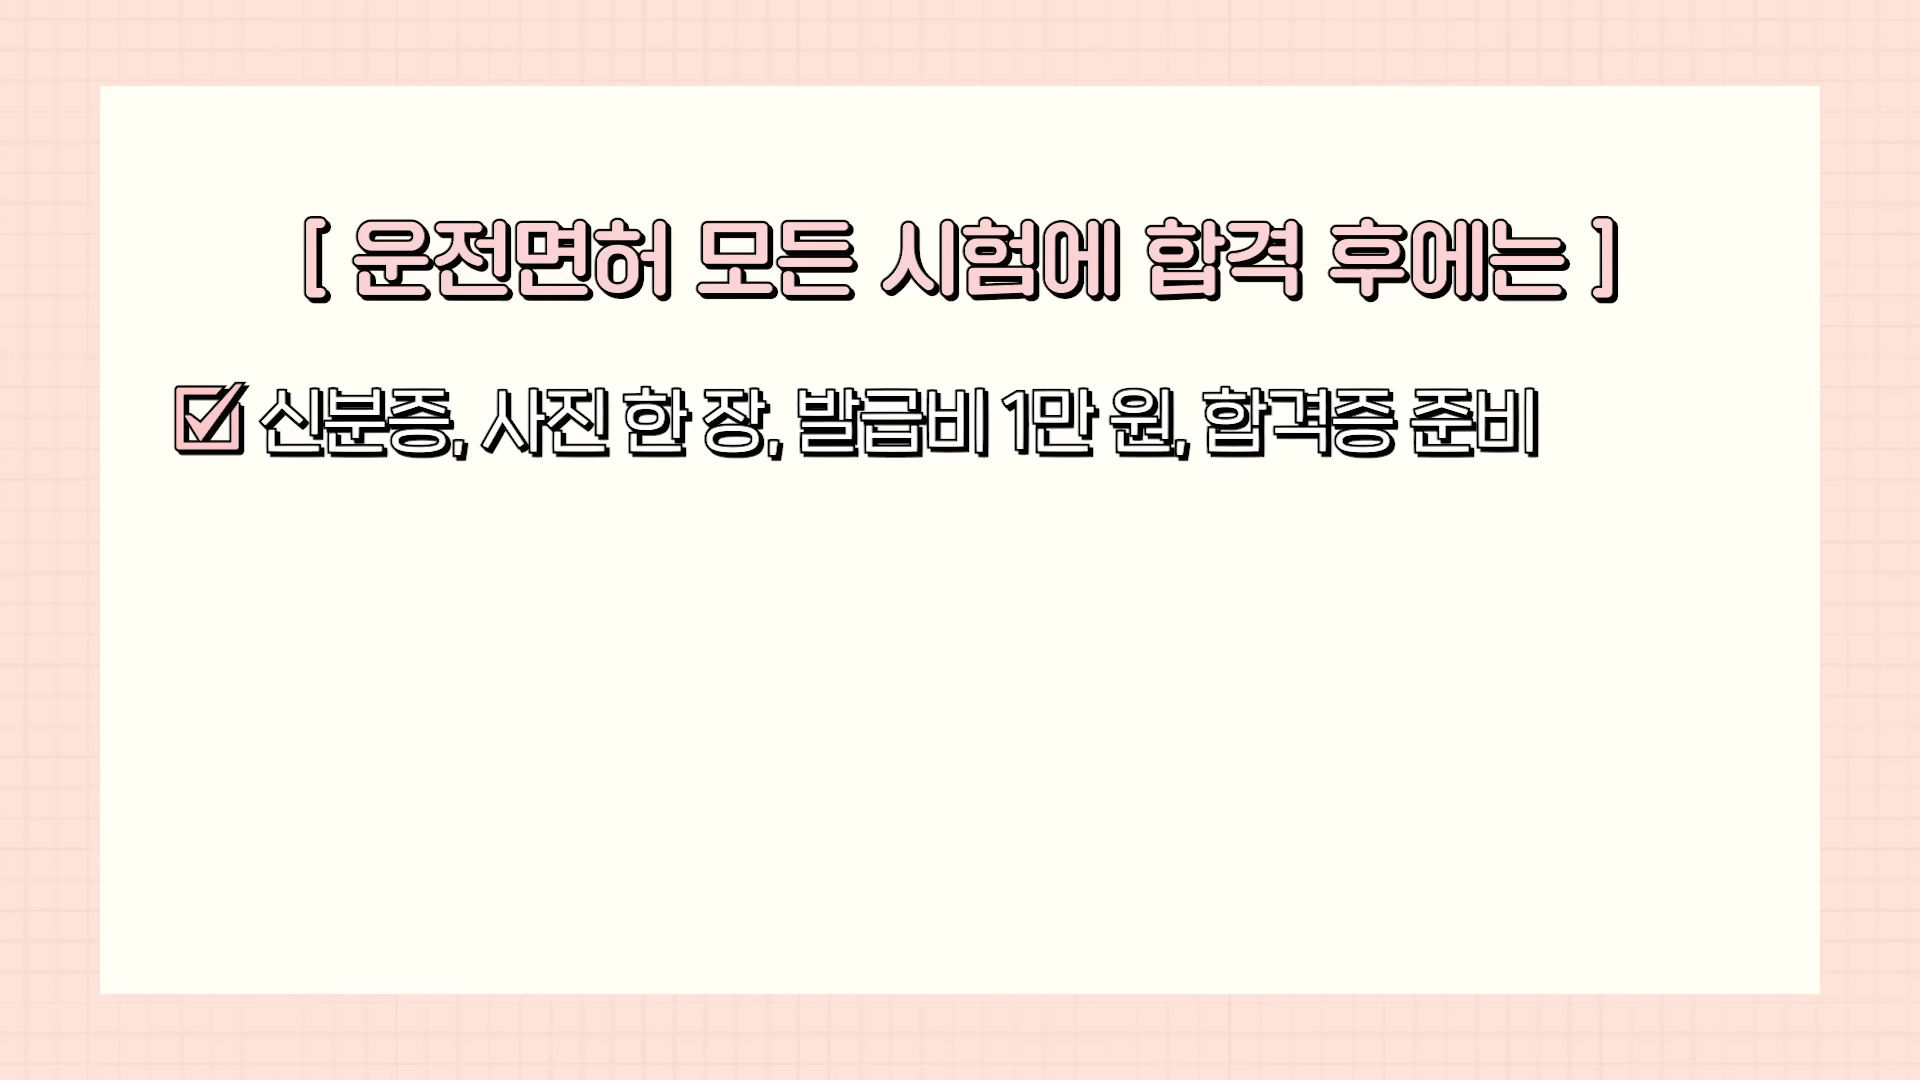 [ 운전면허 모든 시험에 합격 후에는 ]
☑ 신분증, 사진 한 장, 발급비 1만 원, 합격증 준비